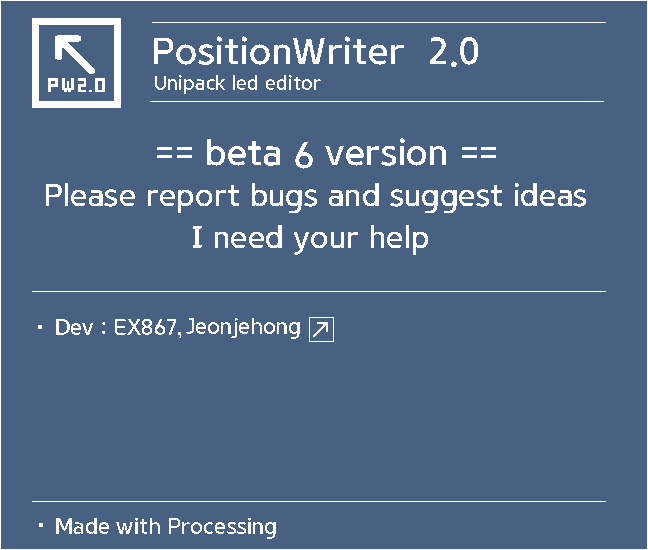 PW2.0
PositionWriter 2.0
Unipack led editor
== beta 6 version ==
Please report bugs and suggest ideas
I need your help
· Dev : EX867,Jeonjehong
· Made with Processing